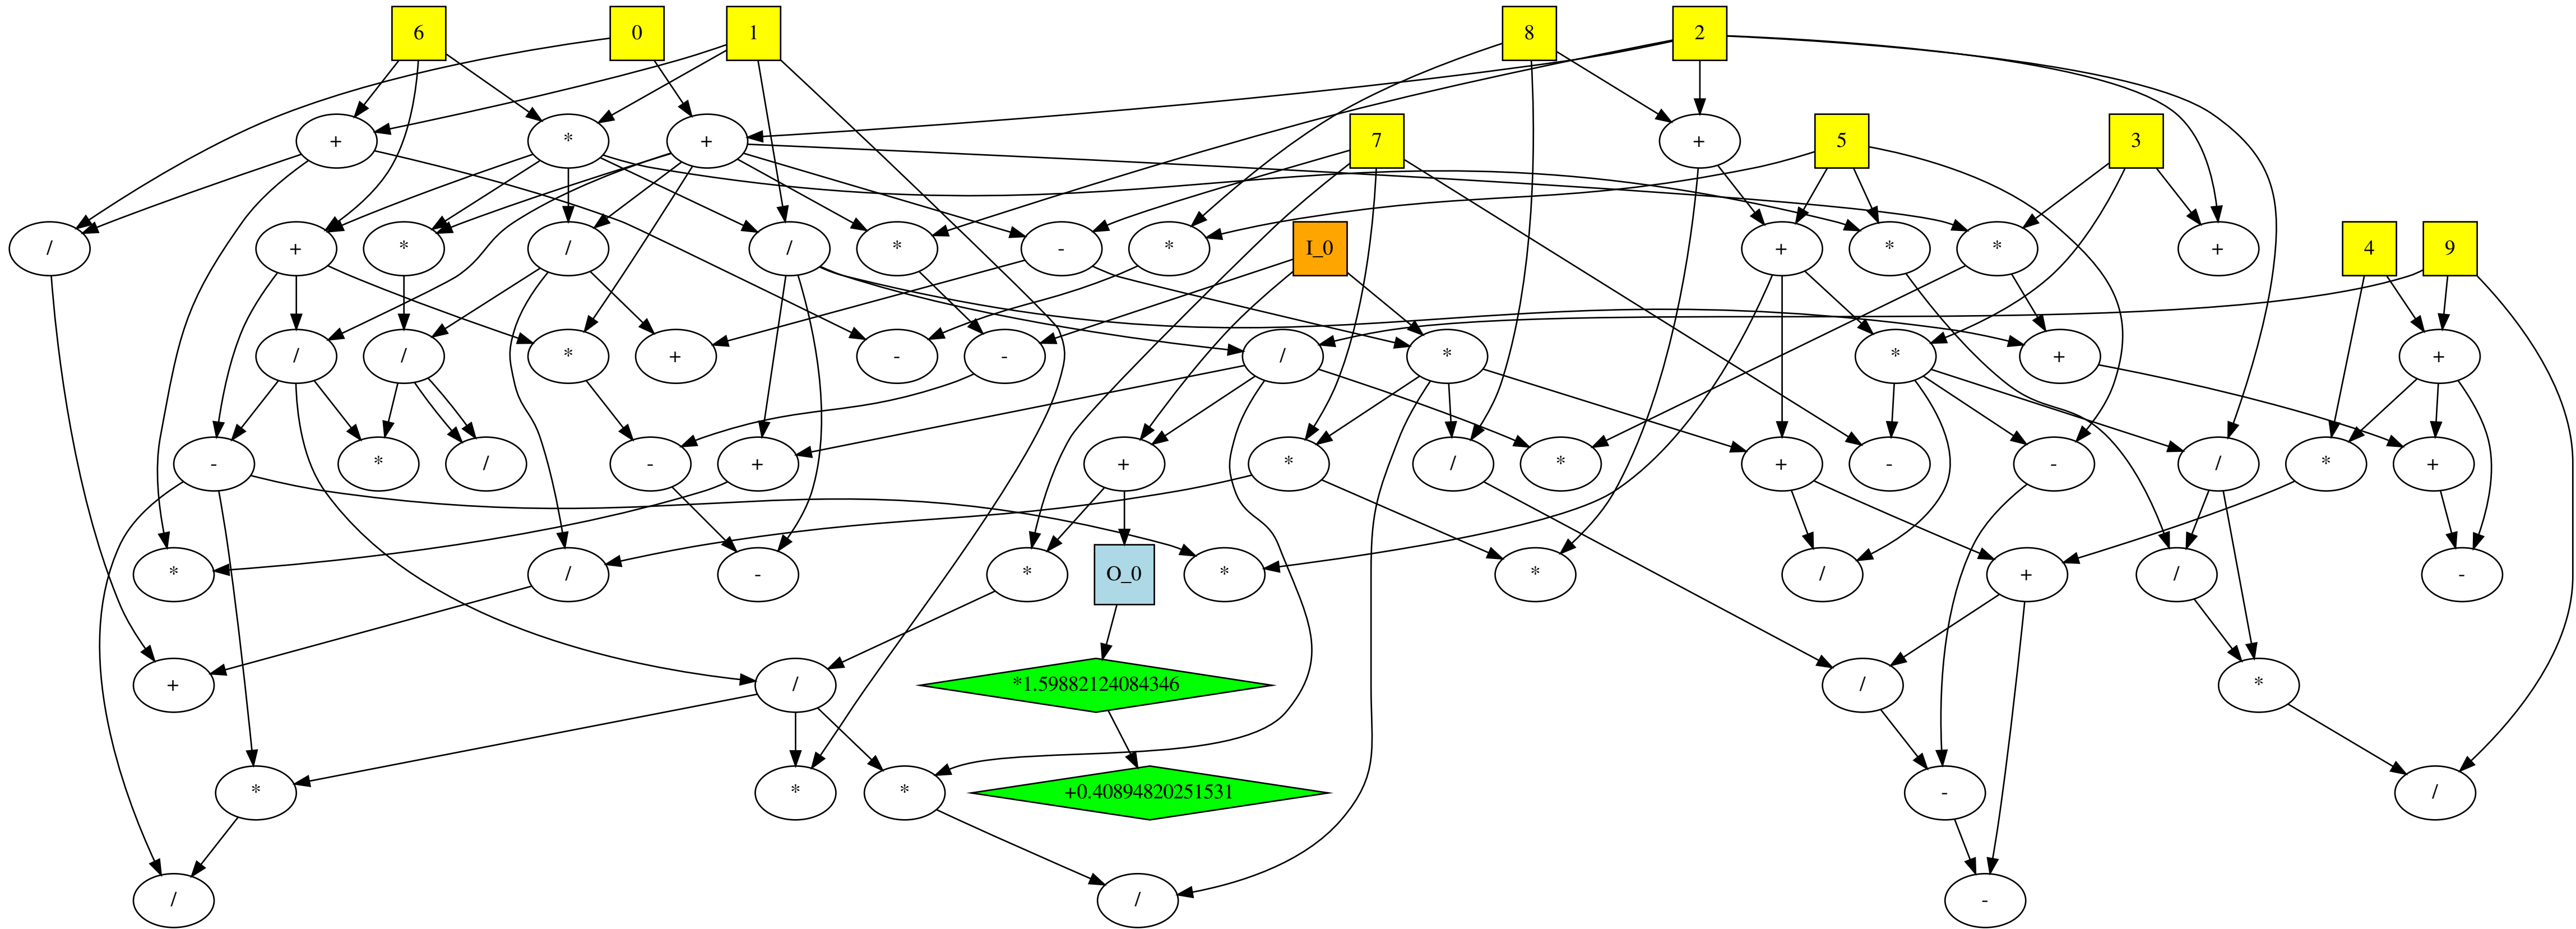 6 0 1 8 2
+ * + 7 + 5 3
/ + * / / * - * I_0 + * * + 4 9
/ / * + - - / * * + +
- * / - + + * / * + - - / * +
* / - * O_0 * * / + / -
+ / *1.59882124084346 / *
* * * +0.40894820251531 - /
/ / -